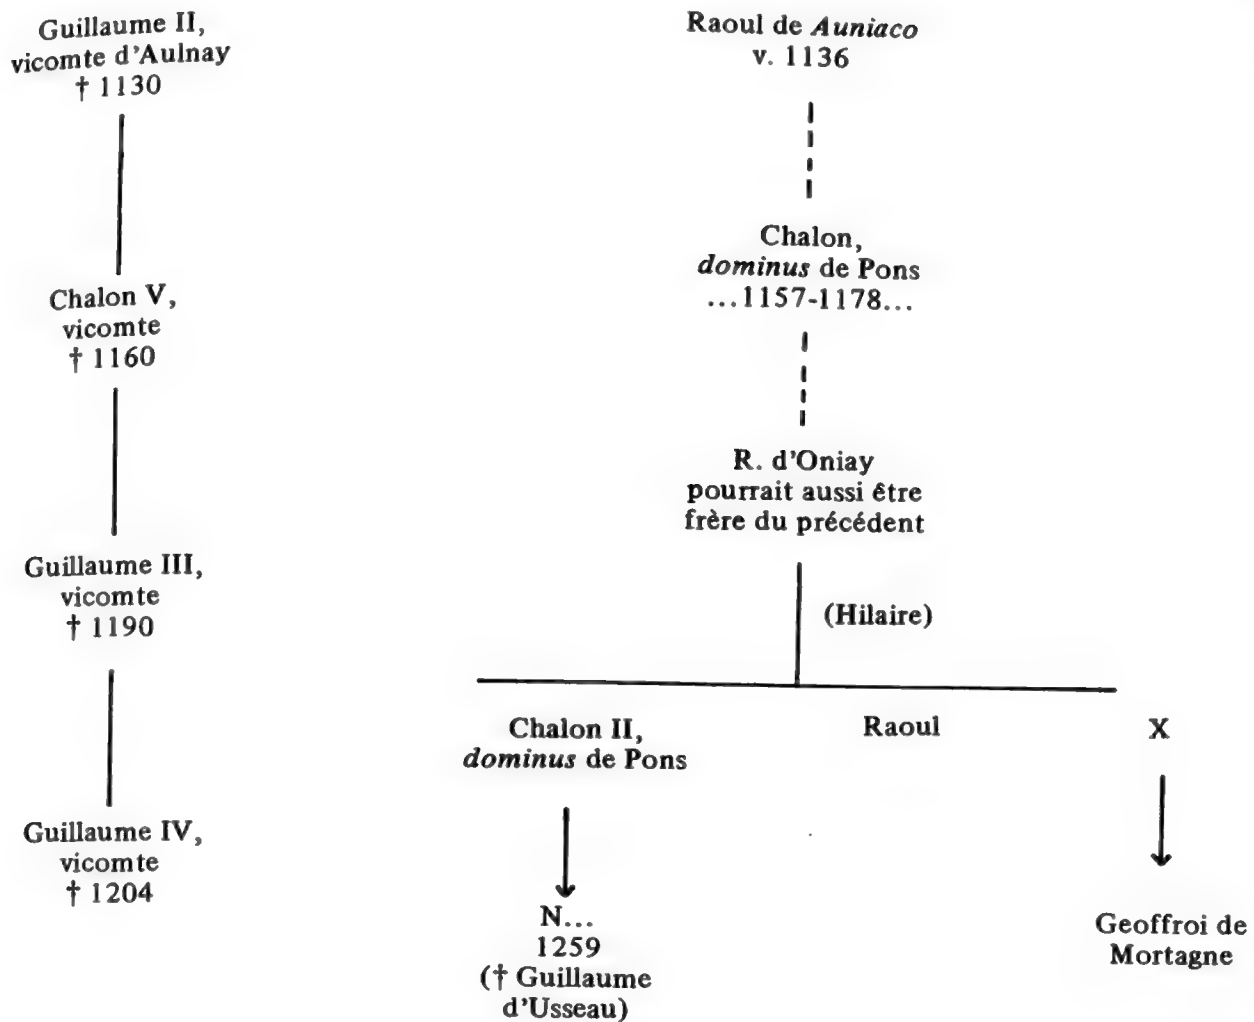 Guillaume II,
vicomte d'Aulnay
† 1130
Chalon V,
vicomte
† 1160
Guillaume III,
vicomte
† 1190
Guillaume IV,
vicomte
† 1204
Raoul de Auniaco
v. 1136
Chalon,
dominus de Pons
...1157-1178...
R. d'Oniay
pourrait aussi être
frère du précédent
(Hilaire)
Chalon II,
dominus de Pons
N...
1259
(† Guillaume
d'Usseau)
Raoul
X
Geoffroi de
Mortagne